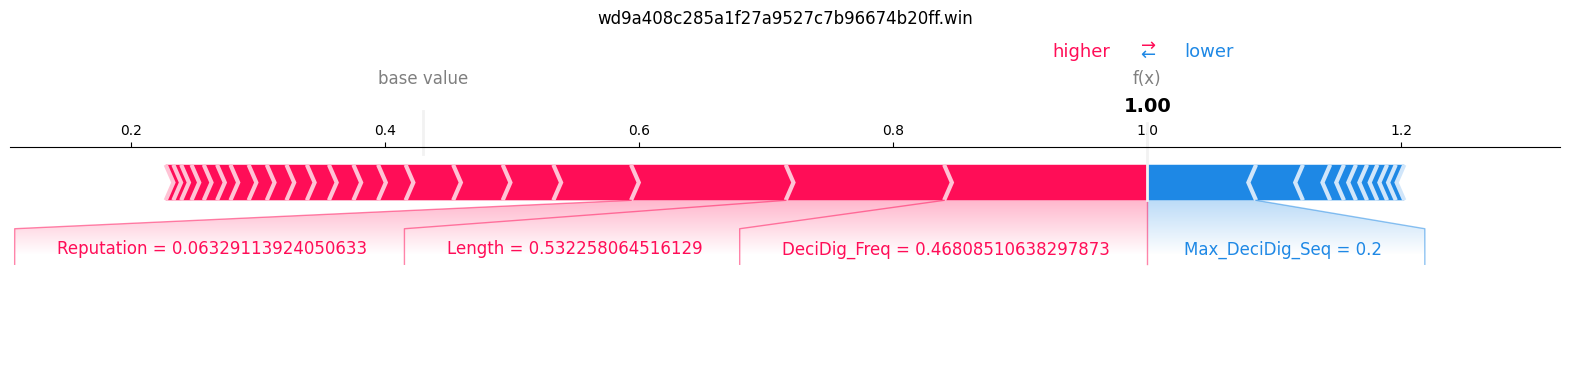 wd9a408c285a1f27a9527c7b96674b20ff.win
higher → ← lower
base value f(x)
1.00
0.2 0.4 0.6 0.8 1.0 1.2
Reputation = 0.06329113924050633 Length = 0.532258064516129 DeciDig_Freq = 0.46808510638297873 Max_DeciDig_Seq = 0.2